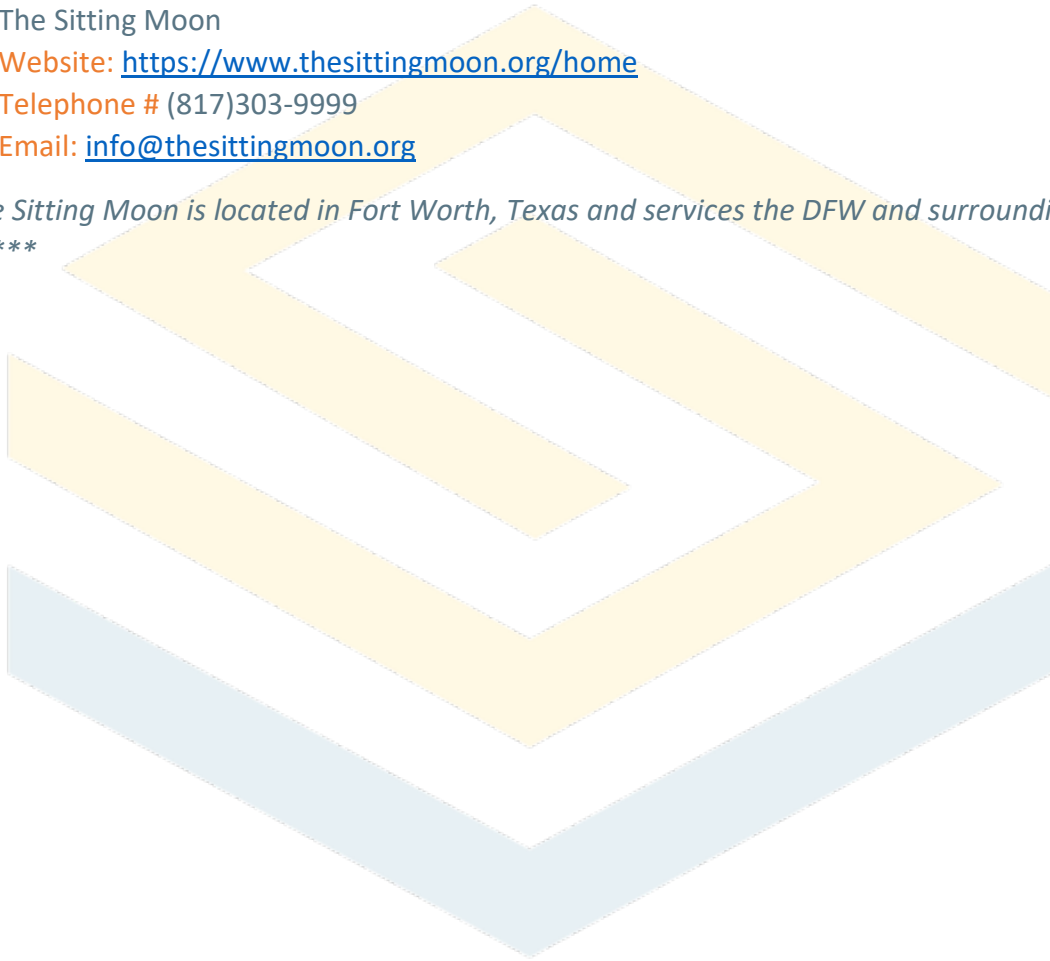 The Sitting Moon
Website: https://www.thesittingmoon.org/home
Telephone # (817)303-9999
Email: info@thesittingmoon.org
e Sitting Moon is located in Fort Worth, Texas and services the DFW and surroundi
***